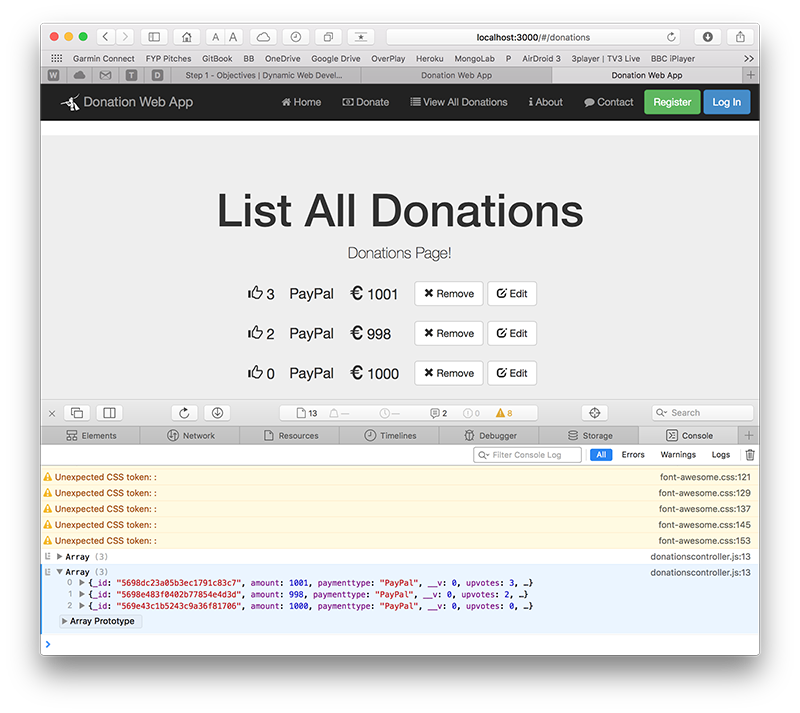 localhost:3000/#/donations
Garmin Connect FYP Pitches GitBook BB OneDrive Google Drive OverPlay Heroku MongoLab P AirDroid 3 3player | TV3 Live BBC iPlayer >>
W T D Step 1 - Objectives | Dynamic Web Devel... Donation Web App Donation Web App +
Donation Web App Home Donate View All Donations About Contact Register Log In
List All Donations
Donations Page!
3 PayPal € 1001 Remove Edit
2 PayPal € 998 Remove Edit
0 PayPal € 1000 Remove Edit
13 — — 2 0 8 Search
Elements Network Resources Timelines Debugger Storage Console +
Filter Console Log All Errors Warnings Logs
Unexpected CSS token: : font-awesome.css:121
Unexpected CSS token: : font-awesome.css:129
Unexpected CSS token: : font-awesome.css:137
Unexpected CSS token: : font-awesome.css:145
Unexpected CSS token: : font-awesome.css:153
Array (3) donationscontroller.js:13
Array (3) donationscontroller.js:13
0 {_id: "5698dc23a05b3ec1791c83c7", amount: 1001, paymenttype: "PayPal", __v: 0, upvotes: 3, …}
1 {_id: "5698e483f0402b77854e4d3d", amount: 998, paymenttype: "PayPal", __v: 0, upvotes: 2, …}
2 {_id: "569e43c1b5243c9a36f81706", amount: 1000, paymenttype: "PayPal", __v: 0, upvotes: 0, …}
Array Prototype